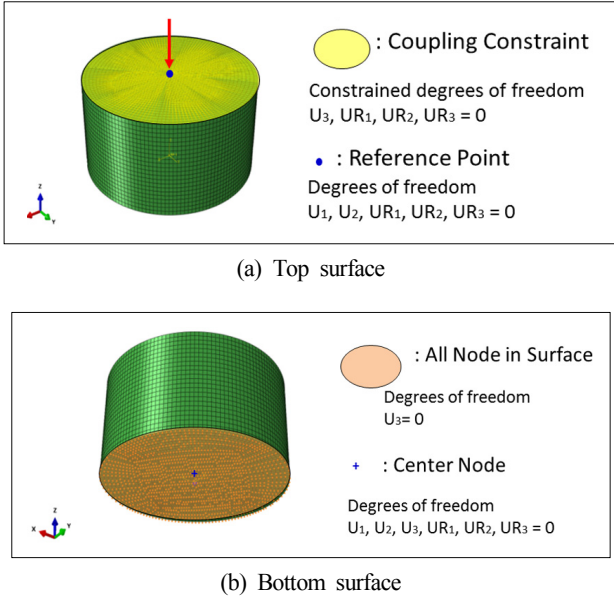 : Coupling Constraint
Constrained degrees of freedom
U₃, UR₁, UR₂, UR₃ = 0
: Reference Point
Degrees of freedom
U₁, U₂, UR₁, UR₂, UR₃ = 0
Z
Y
(a) Top surface
: All Node in Surface
Degrees of freedom
U₃= 0
: Center Node
Degrees of freedom
U₁, U₂, U₃, UR₁, UR₂, UR₃ = 0
Z
X
Y
(b) Bottom surface